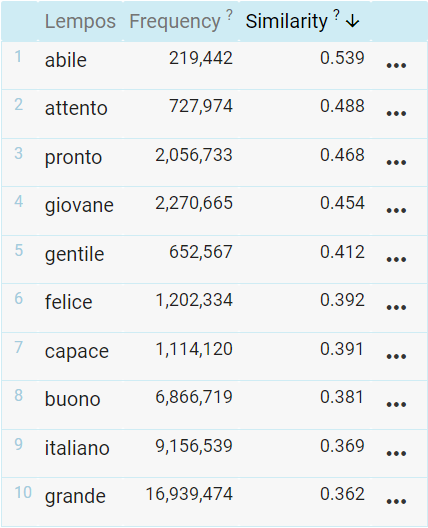 Lempos Frequency ? Similarity ? ↓
1 abile 219,442 0.539 •••
2 attento 727,974 0.488 •••
3 pronto 2,056,733 0.468 •••
4 giovane 2,270,665 0.454 •••
5 gentile 652,567 0.412 •••
6 felice 1,202,334 0.392 •••
7 capace 1,114,120 0.391 •••
8 buono 6,866,719 0.381 •••
9 italiano 9,156,539 0.369 •••
10 grande 16,939,474 0.362 •••